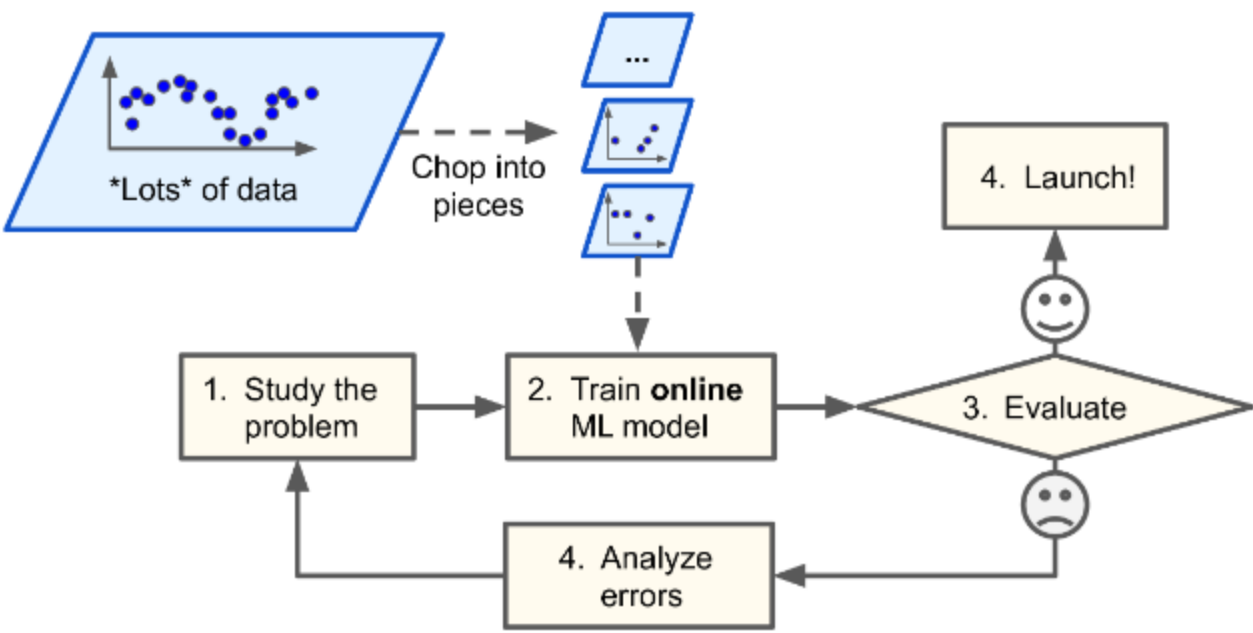 ...
*Lots* of data
Chop into
pieces
4. Launch!
1. Study the
problem
2. Train online
ML model
3. Evaluate
4. Analyze
errors